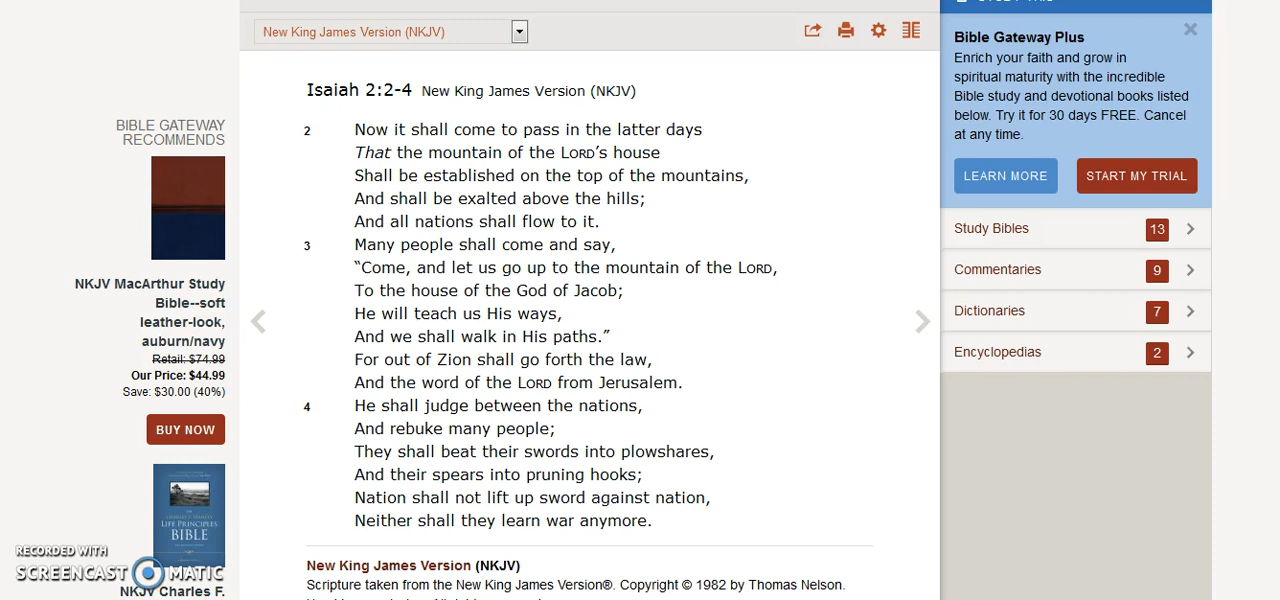 New King James Version (NKJV)
Isaiah 2:2-4 New King James Version (NKJV)
2 Now it shall come to pass in the latter days
That the mountain of the LORD’s house
Shall be established on the top of the mountains,
And shall be exalted above the hills;
And all nations shall flow to it.
3 Many people shall come and say,
“Come, and let us go up to the mountain of the LORD,
To the house of the God of Jacob;
He will teach us His ways,
And we shall walk in His paths.”
For out of Zion shall go forth the law,
And the word of the LORD from Jerusalem.
4 He shall judge between the nations,
And rebuke many people;
They shall beat their swords into plowshares,
And their spears into pruning hooks;
Nation shall not lift up sword against nation,
Neither shall they learn war anymore.
New King James Version (NKJV)
Scripture taken from the New King James Version®. Copyright © 1982 by Thomas Nelson.
BIBLE GATEWAY
RECOMMENDS
NKJV MacArthur Study
Bible--soft
leather-look,
auburn/navy
Retail: $74.99
Our Price: $44.99
Save: $30.00 (40%)
BUY NOW
LIFE PRINCIPLES
BIBLE
NKJV Charles F.
RECORDED WITH
SCREENCAST MATIC
Bible Gateway Plus
Enrich your faith and grow in
spiritual maturity with the incredible
Bible study and devotional books listed
below. Try it for 30 days FREE. Cancel
at any time.
LEARN MORE
START MY TRIAL
Study Bibles 13
Commentaries 9
Dictionaries 7
Encyclopedias 2